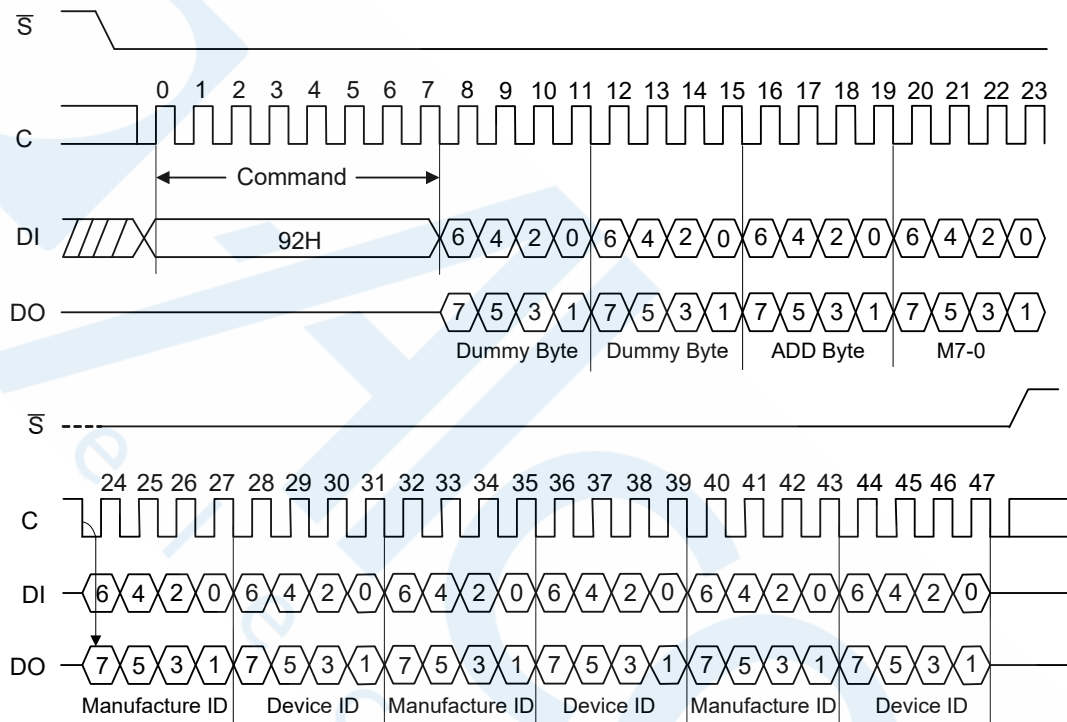 S
0 1 2 3 4 5 6 7 8 9 10 11 12 13 14 15 16 17 18 19 20 21 22 23
C
Command
DI 92H 6 4 2 0 6 4 2 0 6 4 2 0 6 4 2 0
DO 7 5 3 1 7 5 3 1 7 5 3 1 7 5 3 1
Dummy Byte Dummy Byte ADD Byte M7-0
S
24 25 26 27 28 29 30 31 32 33 34 35 36 37 38 39 40 41 42 43 44 45 46 47
C
DI 6 4 2 0 6 4 2 0 6 4 2 0 6 4 2 0 6 4 2 0 6 4 2 0
DO 7 5 3 1 7 5 3 1 7 5 3 1 7 5 3 1 7 5 3 1 7 5 3 1
Manufacture ID Device ID Manufacture ID Device ID Manufacture ID Device ID